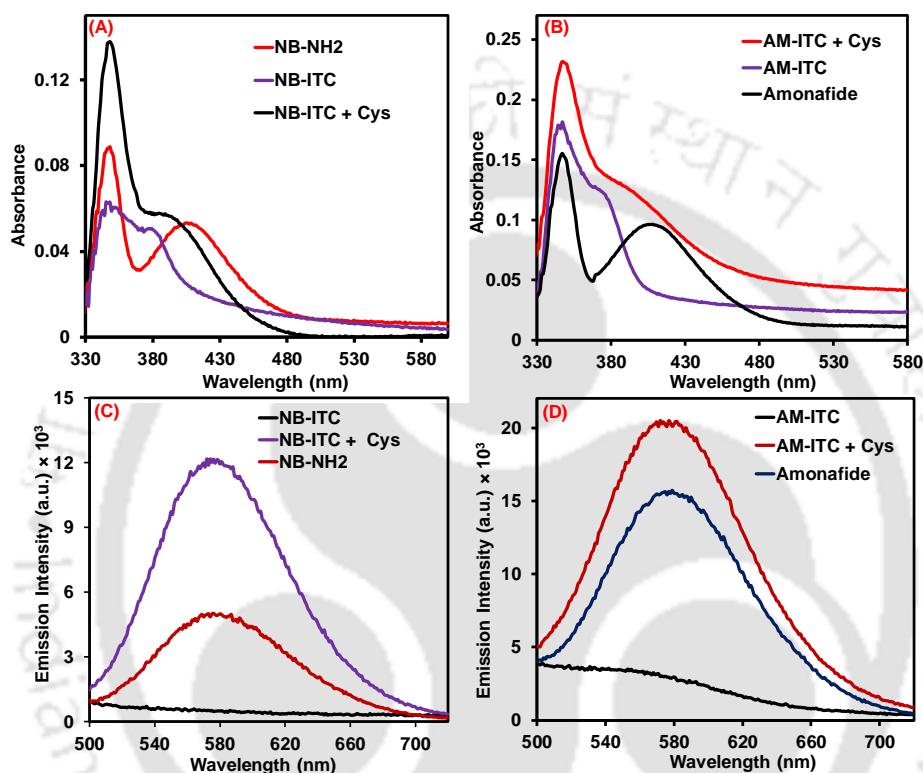 (A)
NB-NH2
NB-ITC
NB-ITC + Cys
Absorbance
0.12
0.08
0.04
0
330 380 430 480 530 580
Wavelength (nm)
(B)
AM-ITC + Cys
AM-ITC
Amonafide
Absorbance
0.25
0.2
0.15
0.1
0.05
0
330 380 430 480 530 580
Wavelength (nm)
(C)
NB-ITC
NB-ITC + Cys
NB-NH2
Emission Intensity (a.u.) × 10³
15
12
9
6
3
0
500 540 580 620 660 700
Wavelength (nm)
(D)
AM-ITC
AM-ITC + Cys
Amonafide
Emission Intensity (a.u.) × 10³
20
15
10
5
0
500 540 580 620 660 700
Wavelength (nm)